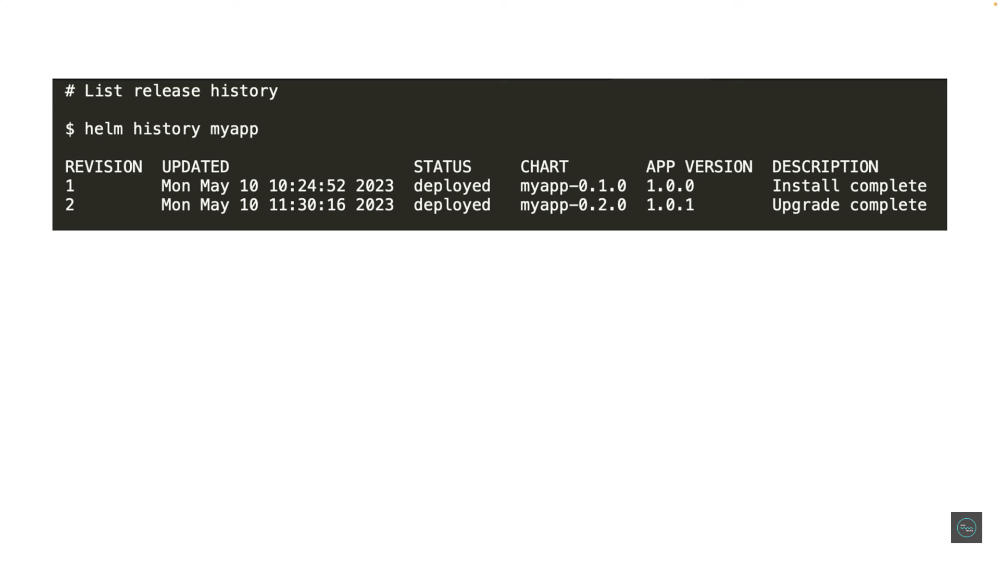 # List release history
$ helm history myapp
REVISION  UPDATED                   STATUS     CHART        APP VERSION  DESCRIPTION
1         Mon May 10 10:24:52 2023  deployed   myapp-0.1.0  1.0.0        Install complete
2         Mon May 10 11:30:16 2023  deployed   myapp-0.2.0  1.0.1        Upgrade complete
Java
Techie